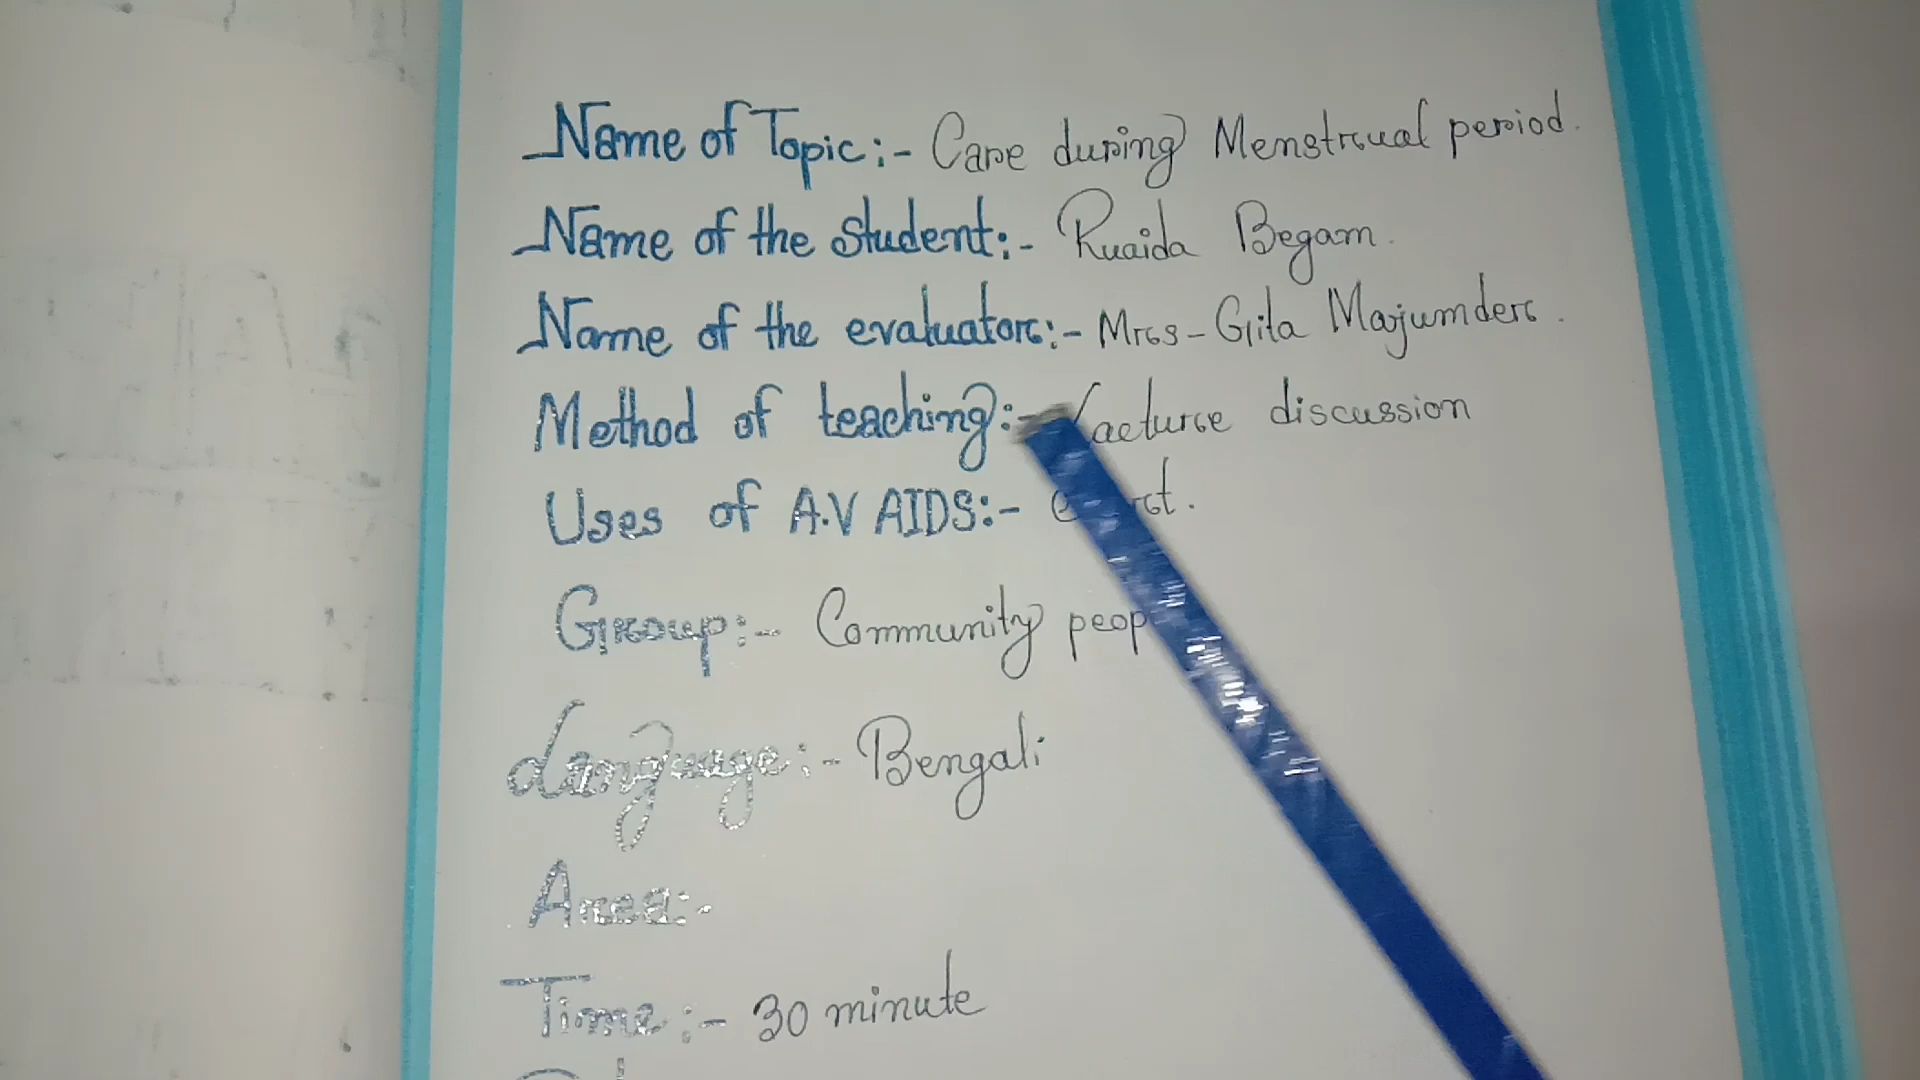 Name of Topic:- Care during Menstrual period.
Name of the student:- Ruaida Begam.
Name of the evaluator:- Mrs- Gita Majumder.
Method of teaching:- discussion
Uses of A.V AIDS:-
Group:- Community
Language:- Bengali
Area:-
Time:- 30 minute